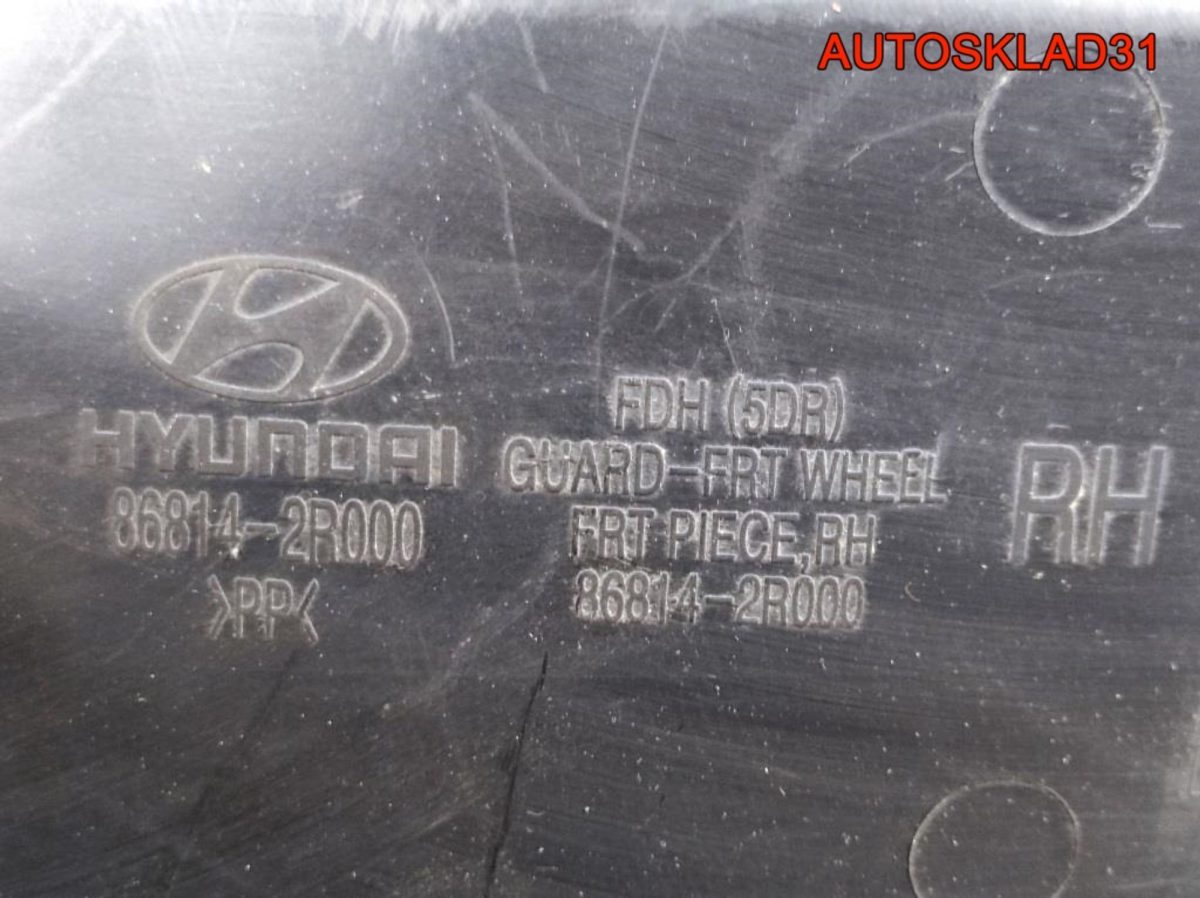 AUTOSKLAD31
HYUNDAI
86814-2R000
>PP<
FDH (5DR)
GUARD-FRT WHEEL
FRT PIECE,RH
86814-2R000
RH